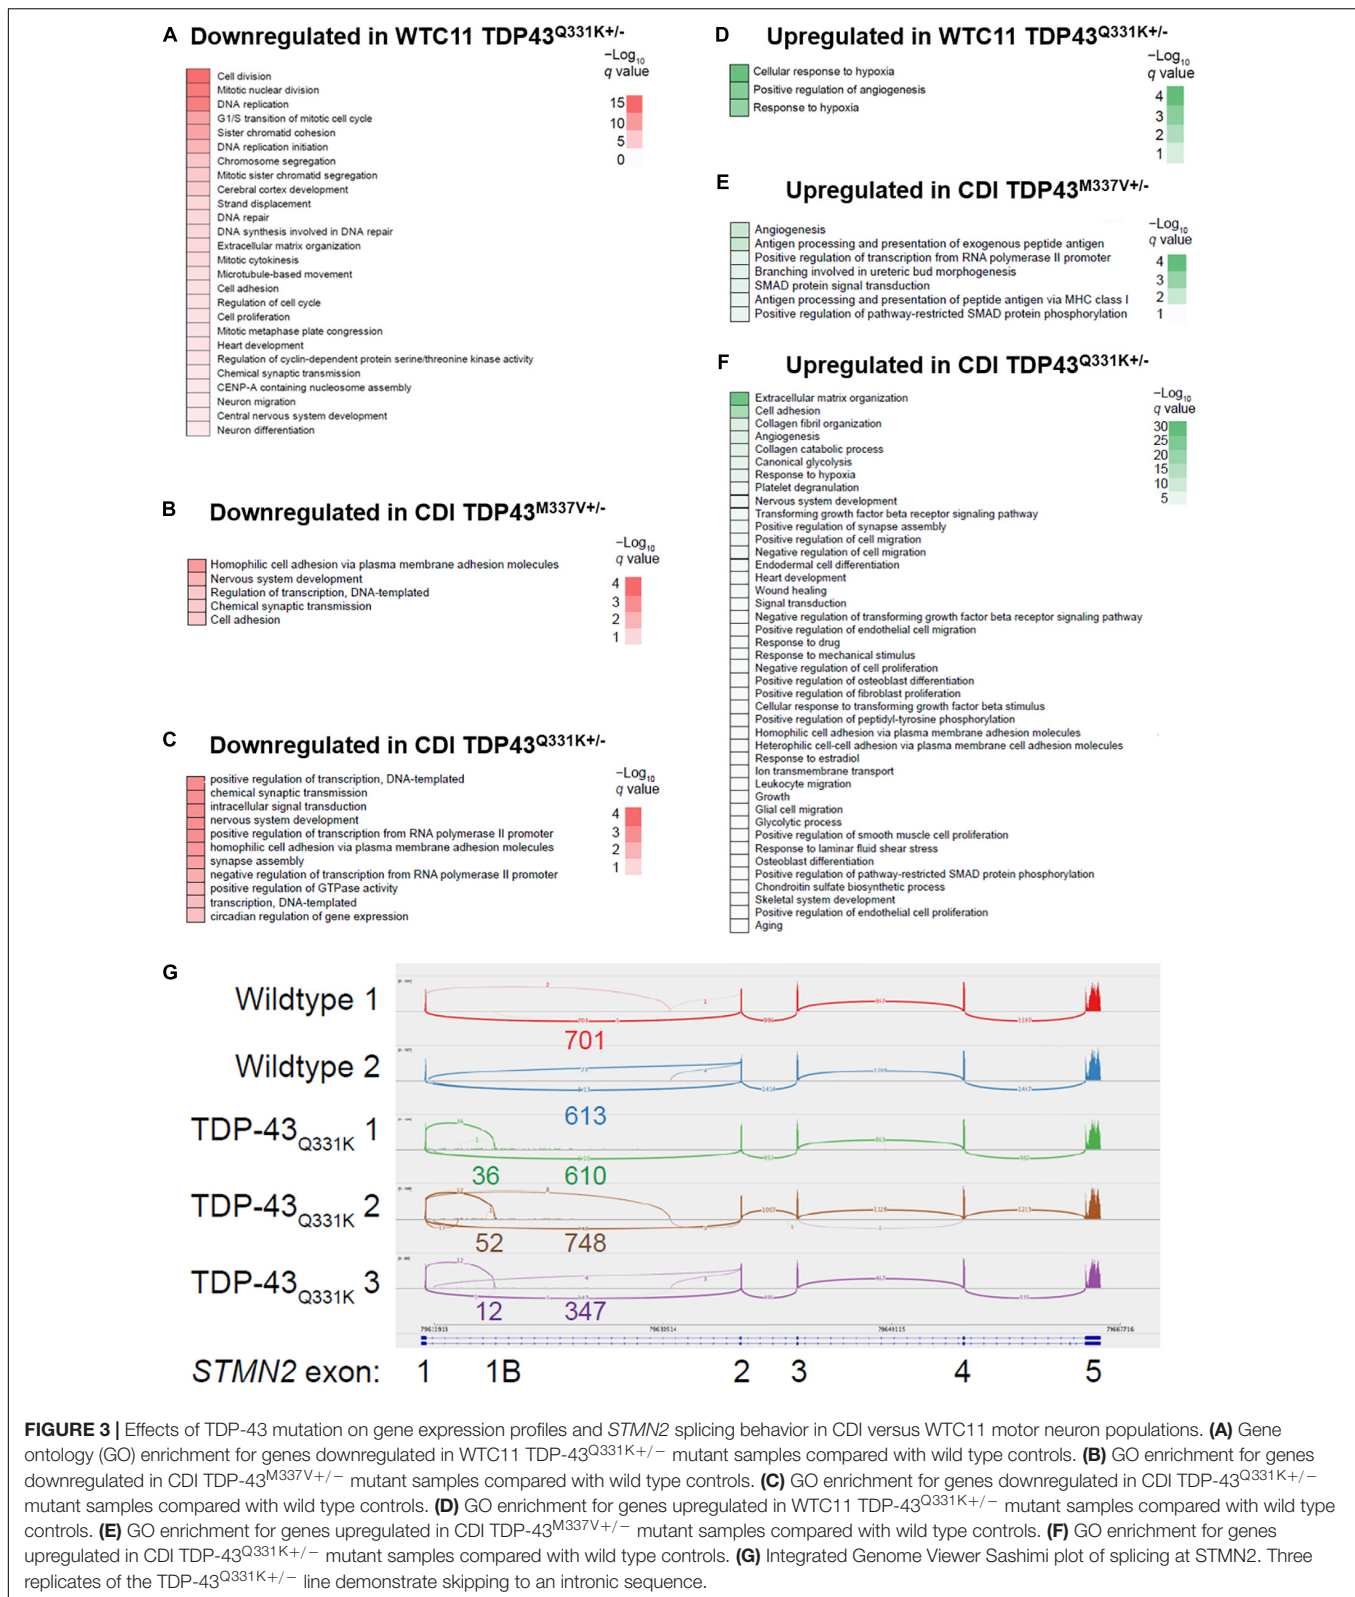 A Downregulated in WTC11 TDP43Q331K+/-
−Log10
q value
Cell division
Mitotic nuclear division
DNA replication
G1/S transition of mitotic cell cycle
Sister chromatid cohesion
DNA replication initiation
Chromosome segregation
Mitotic sister chromatid segregation
Cerebral cortex development
Strand displacement
DNA repair
DNA synthesis involved in DNA repair
Extracellular matrix organization
Mitotic cytokinesis
Microtubule-based movement
Cell adhesion
Regulation of cell cycle
Cell proliferation
Mitotic metaphase plate congression
Heart development
Regulation of cyclin-dependent protein serine/threonine kinase activity
Chemical synaptic transmission
CENP-A containing nucleosome assembly
Neuron migration
Central nervous system development
Neuron differentiation
15
10
5
0
B Downregulated in CDI TDP43M337V+/-
−Log10
q value
Homophilic cell adhesion via plasma membrane adhesion molecules
Nervous system development
Regulation of transcription, DNA-templated
Chemical synaptic transmission
Cell adhesion
4
3
2
1
C Downregulated in CDI TDP43Q331K+/-
−Log10
q value
positive regulation of transcription, DNA-templated
chemical synaptic transmission
intracellular signal transduction
nervous system development
positive regulation of transcription from RNA polymerase II promoter
homophilic cell adhesion via plasma membrane adhesion molecules
synapse assembly
negative regulation of transcription from RNA polymerase II promoter
positive regulation of GTPase activity
transcription, DNA-templated
circadian regulation of gene expression
4
3
2
1
D Upregulated in WTC11 TDP43Q331K+/-
−Log10
q value
Cellular response to hypoxia
Positive regulation of angiogenesis
Response to hypoxia
4
3
2
1
E Upregulated in CDI TDP43M337V+/-
−Log10
q value
Angiogenesis
Antigen processing and presentation of exogenous peptide antigen
Positive regulation of transcription from RNA polymerase II promoter
Branching involved in ureteric bud morphogenesis
SMAD protein signal transduction
Antigen processing and presentation of peptide antigen via MHC class I
Positive regulation of pathway-restricted SMAD protein phosphorylation
4
3
2
1
F Upregulated in CDI TDP43Q331K+/-
−Log10
q value
Extracellular matrix organization
Cell adhesion
Collagen fibril organization
Angiogenesis
Collagen catabolic process
Canonical glycolysis
Response to hypoxia
Platelet degranulation
Nervous system development
Transforming growth factor beta receptor signaling pathway
Positive regulation of synapse assembly
Positive regulation of cell migration
Negative regulation of cell migration
Endodermal cell differentiation
Heart development
Wound healing
Signal transduction
Negative regulation of transforming growth factor beta receptor signaling pathway
Positive regulation of endothelial cell migration
Response to drug
Response to mechanical stimulus
Negative regulation of cell proliferation
Positive regulation of osteoblast differentiation
Positive regulation of fibroblast proliferation
Cellular response to transforming growth factor beta stimulus
Positive regulation of peptidyl-tyrosine phosphorylation
Homophilic cell adhesion via plasma membrane adhesion molecules
Heterophilic cell-cell adhesion via plasma membrane cell adhesion molecules
Response to estradiol
Ion transmembrane transport
Leukocyte migration
Growth
Glial cell migration
Glycolytic process
Positive regulation of smooth muscle cell proliferation
Response to laminar fluid shear stress
Osteoblast differentiation
Positive regulation of pathway-restricted SMAD protein phosphorylation
Chondroitin sulfate biosynthetic process
Skeletal system development
Positive regulation of endothelial cell proliferation
Aging
30
25
20
15
10
5
G
Wildtype 1
701
Wildtype 2
613
TDP-43Q331K 1
36 610
TDP-43Q331K 2
52 748
TDP-43Q331K 3
12 347
79611913 79630514 79649115 79667716
STMN2 exon: 1 1B 2 3 4 5
FIGURE 3 | Effects of TDP-43 mutation on gene expression profiles and STMN2 splicing behavior in CDI versus WTC11 motor neuron populations. (A) Gene
ontology (GO) enrichment for genes downregulated in WTC11 TDP-43Q331K+/− mutant samples compared with wild type controls. (B) GO enrichment for genes
downregulated in CDI TDP-43M337V+/− mutant samples compared with wild type controls. (C) GO enrichment for genes downregulated in CDI TDP-43Q331K+/−
mutant samples compared with wild type controls. (D) GO enrichment for genes upregulated in WTC11 TDP-43Q331K+/− mutant samples compared with wild type
controls. (E) GO enrichment for genes upregulated in CDI TDP-43M337V+/− mutant samples compared with wild type controls. (F) GO enrichment for genes
upregulated in CDI TDP-43Q331K+/− mutant samples compared with wild type controls. (G) Integrated Genome Viewer Sashimi plot of splicing at STMN2. Three
replicates of the TDP-43Q331K+/− line demonstrate skipping to an intronic sequence.